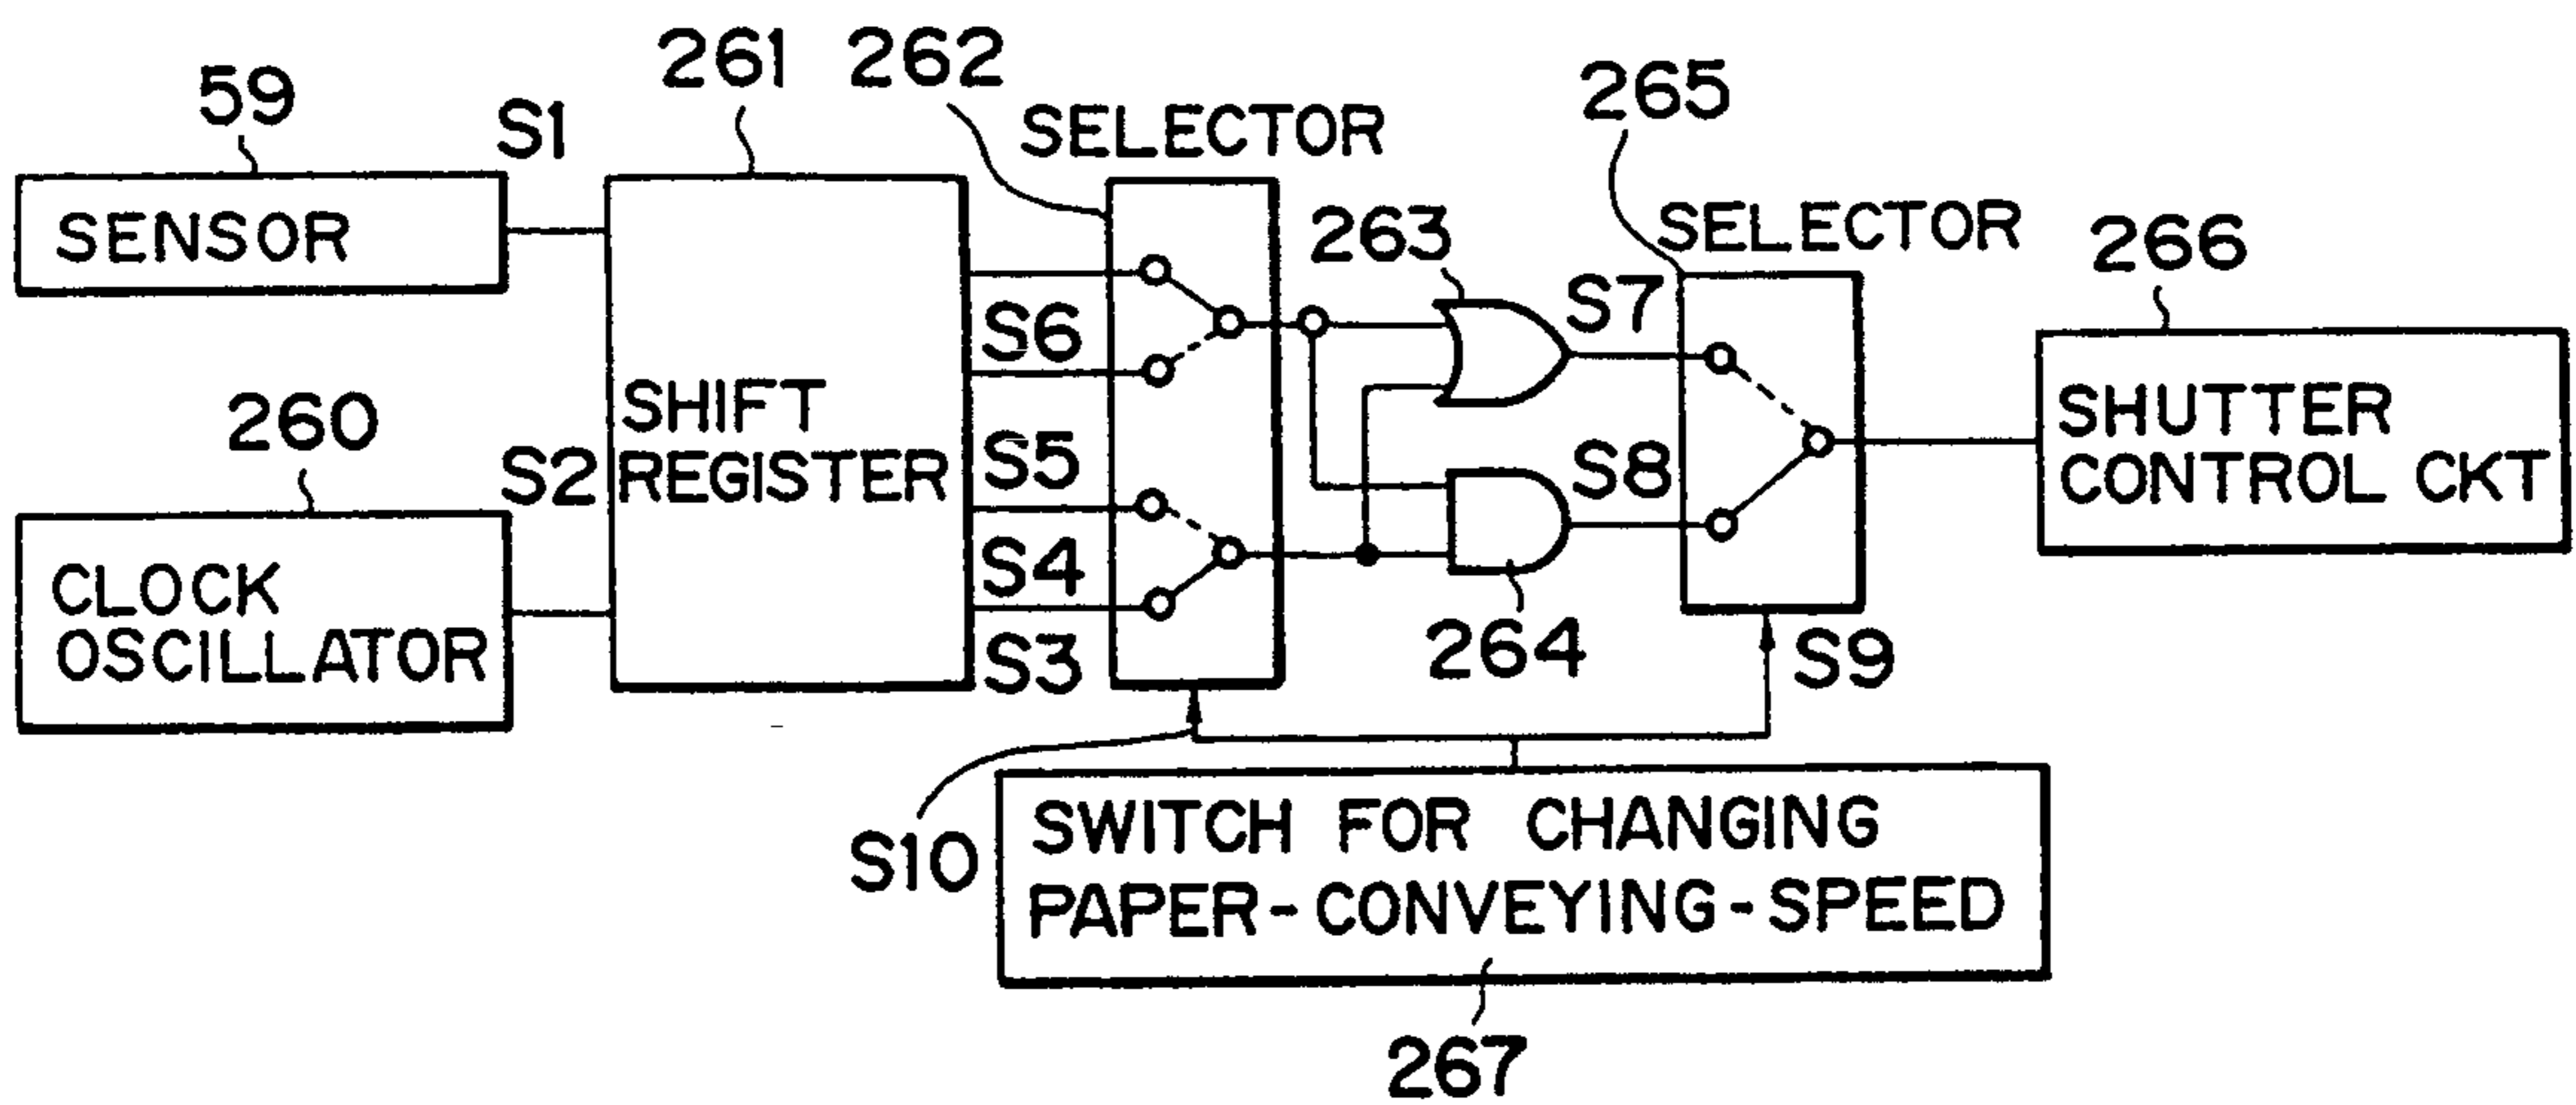 59
S1
SENSOR
260
S2
CLOCK
OSCILLATOR
261
SHIFT
REGISTER
262
SELECTOR
S6
S5
S4
S3
263
264
S7
S8
265
SELECTOR
S9
266
SHUTTER
CONTROL CKT
S10
SWITCH FOR CHANGING
PAPER-CONVEYING-SPEED
267